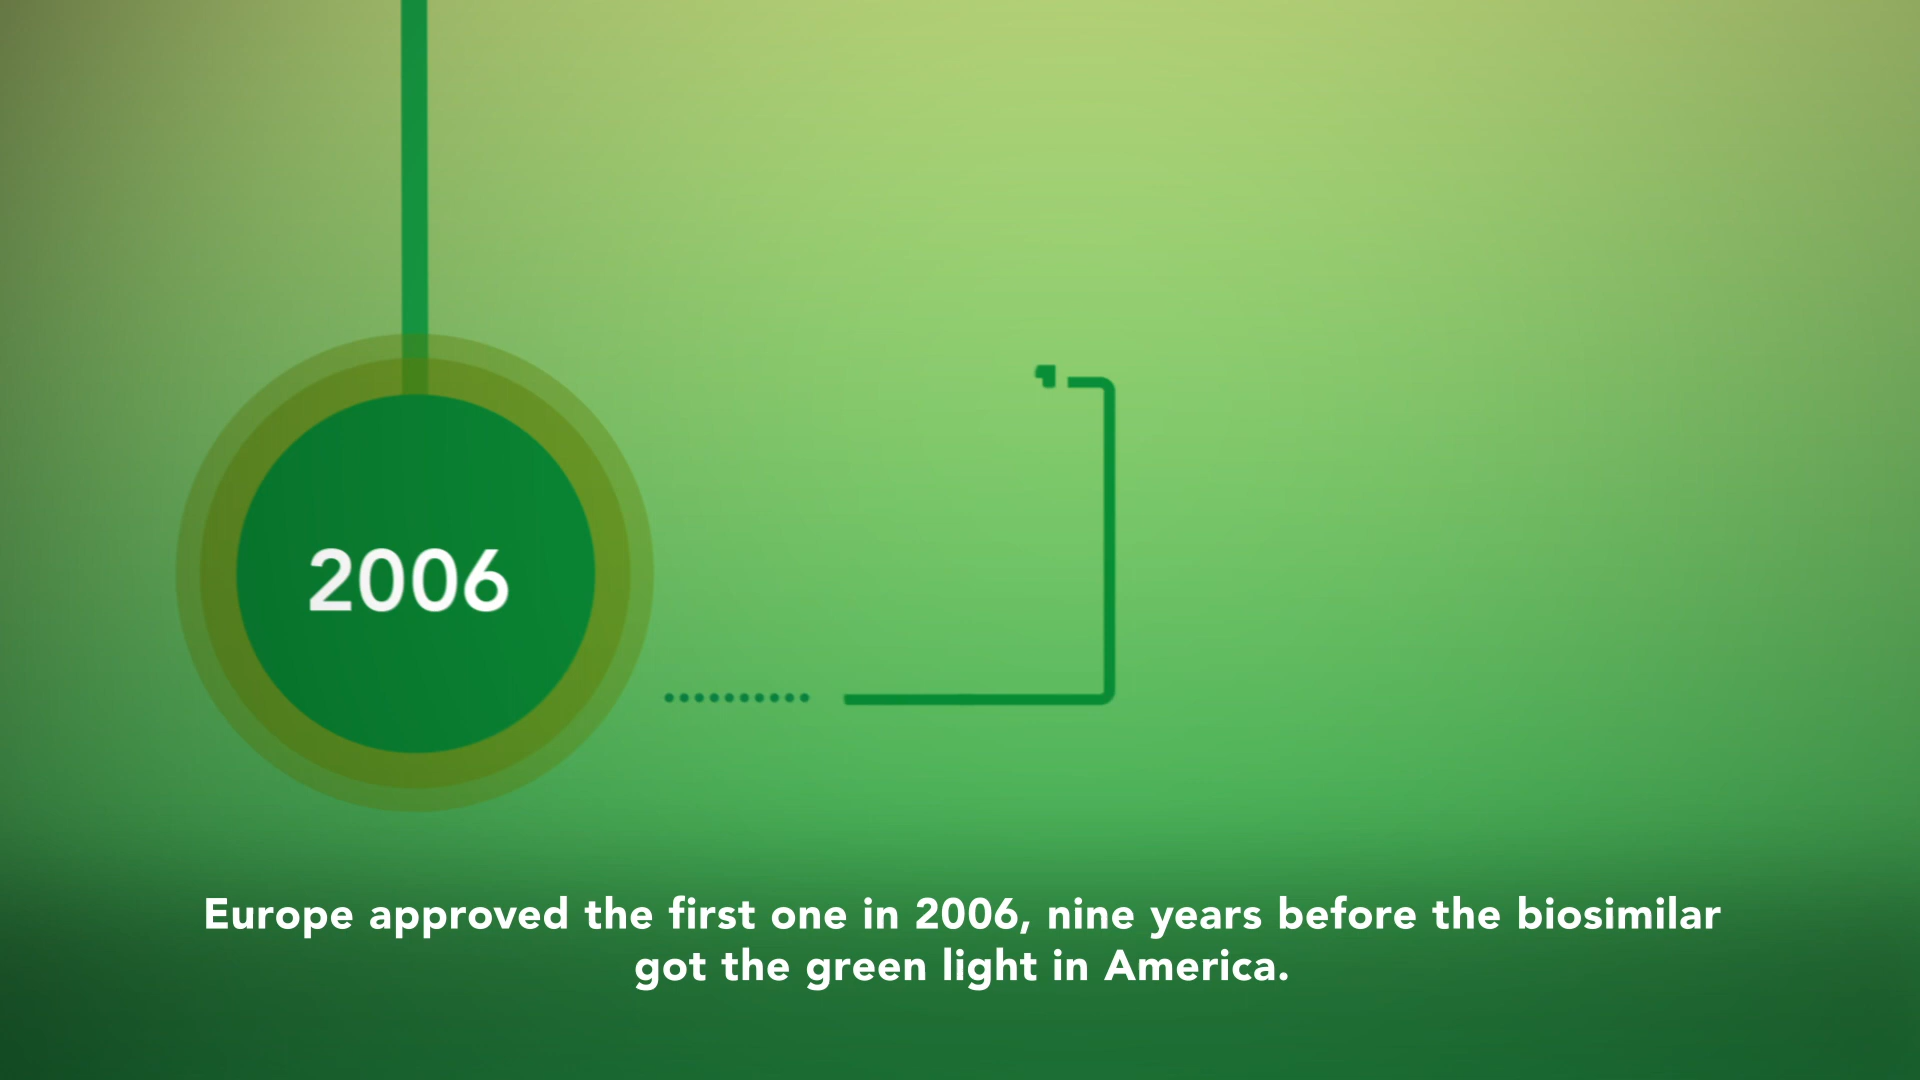 2006
Europe approved the first one in 2006, nine years before the biosimilar
got the green light in America.